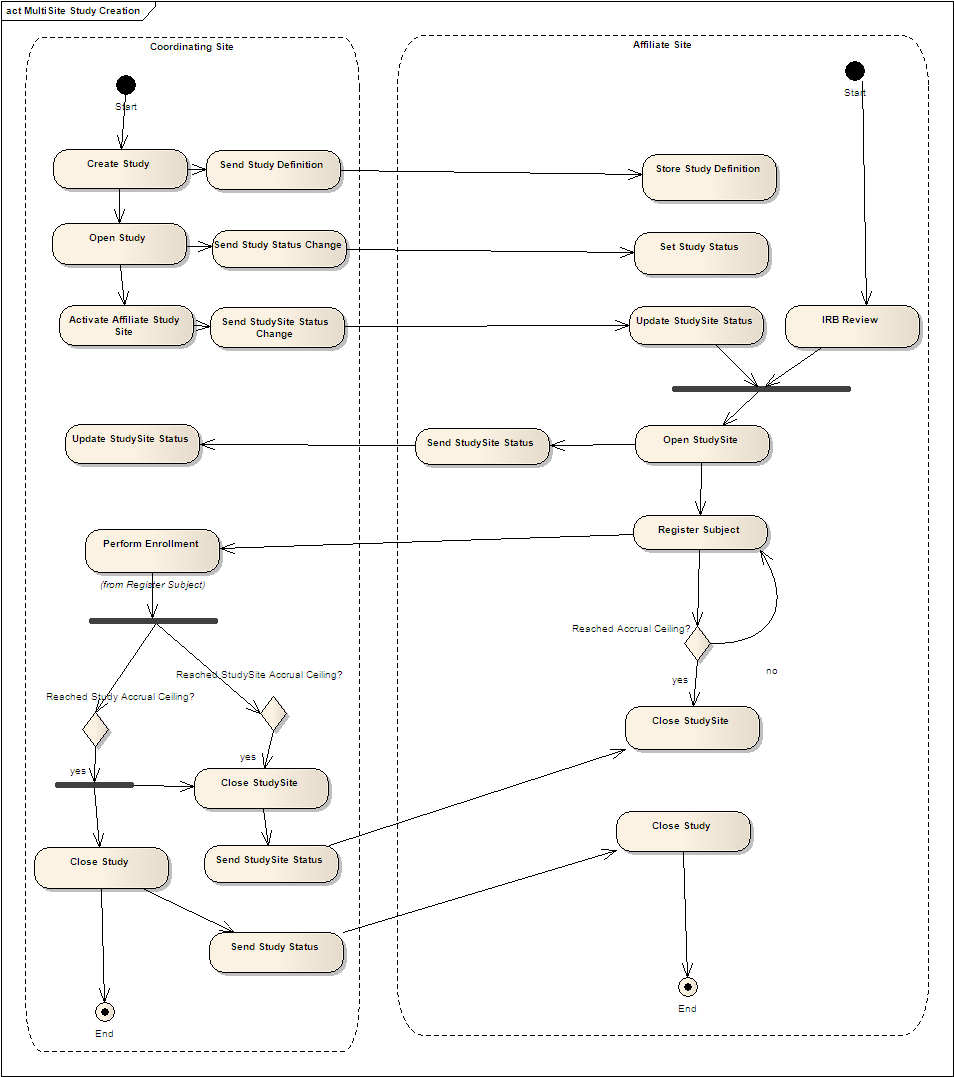 act MultiSite Study Creation
Coordinating Site
Affiliate Site
Start
Start
Create Study
Send Study Definition
Store Study Definition
Open Study
Send Study Status Change
Set Study Status
Activate Affiliate Study
Site
Send StudySite Status
Change
Update StudySite Status
IRB Review
Update StudySite Status
Send StudySite Status
Open StudySite
Perform Enrollment
(from Register Subject)
Register Subject
Reached Accrual Ceiling?
no
yes
Reached StudySite Accrual Ceiling?
Reached Study Accrual Ceiling?
yes
yes
Close StudySite
Close StudySite
Close Study
Send StudySite Status
Close Study
Send Study Status
End
End